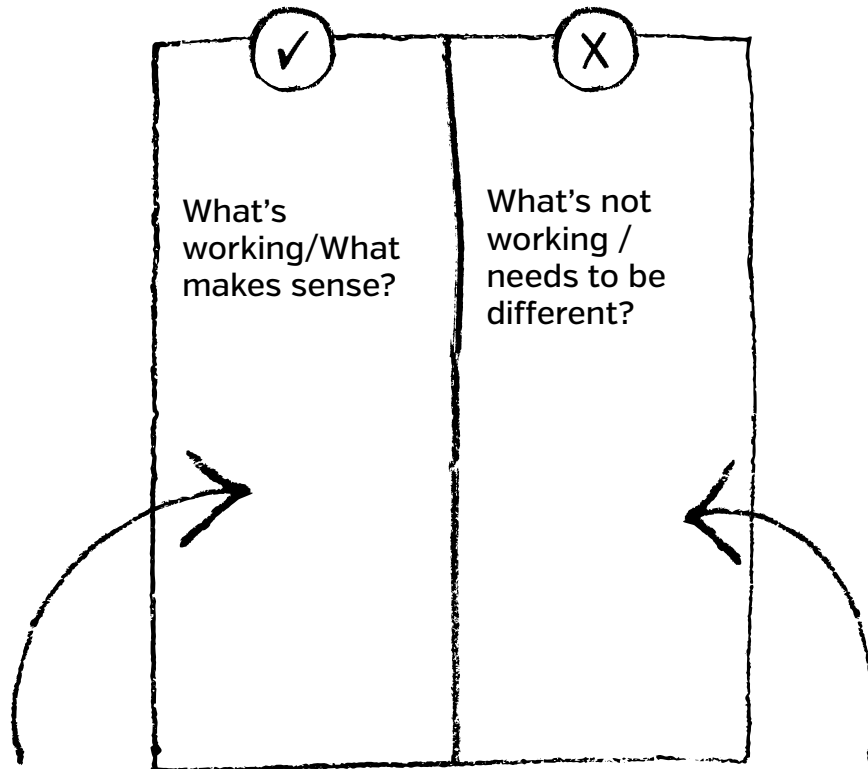 ✓
X
What's
working/What
makes sense?
What's not
working /
needs to be
different?